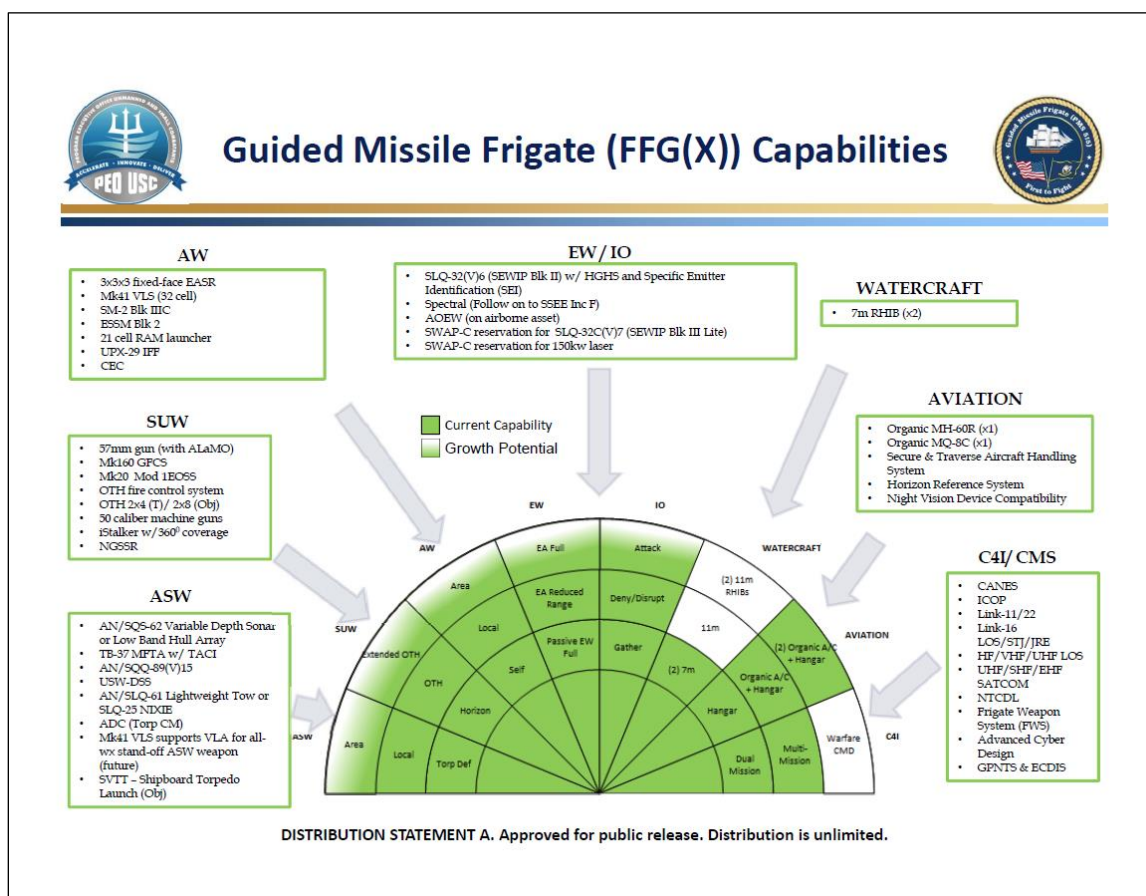 PROGRAM EXECUTIVE OFFICE UNMANNED AND SMALL COMBATANTS
ACCELERATE · INNOVATE · DELIVER
PEO USC
Guided Missile Frigate (FFG(X)) Capabilities
Guided Missile Frigate (PMS 515)
First to Fight
AW
• 3x3x3 fixed-face EASR
• Mk41 VLS (32 cell)
• SM-2 Blk IIIC
• ESSM Blk 2
• 21 cell RAM launcher
• UPX-29 IFF
• CEC
EW / IO
• SLQ-32(V)6 (SEWIP Blk II) w/ HGHS and Specific Emitter
Identification (SEI)
• Spectral (Follow on to SSEE Inc F)
• AOEW (on airborne asset)
• SWAP-C reservation for SLQ-32C(V)7 (SEWIP Blk III Lite)
• SWAP-C reservation for 150kw laser
WATERCRAFT
• 7m RHIB (x2)
SUW
• 57mm gun (with ALaMO)
• Mk160 GFCS
• Mk20 Mod 1EOSS
• OTH fire control system
• OTH 2x4 (T)/ 2x8 (Obj)
• 50 caliber machine guns
• iStalker w/360⁰ coverage
• NGSSR
AVIATION
• Organic MH-60R (x1)
• Organic MQ-8C (x1)
• Secure & Traverse Aircraft Handling
System
• Horizon Reference System
• Night Vision Device Compatibility
ASW
• AN/SQS-62 Variable Depth Sonar
or Low Band Hull Array
• TB-37 MFTA w/ TACI
• AN/SQQ-89(V)15
• USW-DSS
• AN/SLQ-61 Lightweight Tow or
SLQ-25 NIXIE
• ADC (Torp CM)
• Mk41 VLS supports VLA for all-
wx stand-off ASW weapon
(future)
• SVTT – Shipboard Torpedo
Launch (Obj)
C4I/ CMS
• CANES
• ICOP
• Link-11/22
• Link-16
• LOS/STJ/JRE
• HF/VHF/UHF LOS
• UHF/SHF/EHF
SATCOM
• NTCDL
• Frigate Weapon
System (FWS)
• Advanced Cyber
Design
• GPNTS & ECDIS
Current Capability
Growth Potential
ASW
SUW
AW
EW
IO
WATERCRAFT
AVIATION
C4I
Area
Local
Torp Def
Extended OTH
OTH
Horizon
Area
Local
Self
EA Full
EA Reduced
Range
Passive EW
Full
Attack
Deny/Disrupt
Gather
(2) 11m
RHIBs
11m
(2) 7m
(2) Organic A/C
+ Hangar
Organic A/C
+ Hangar
Hangar
Warfare
CMD
Multi-
Mission
Dual
Mission
DISTRIBUTION STATEMENT A. Approved for public release. Distribution is unlimited.